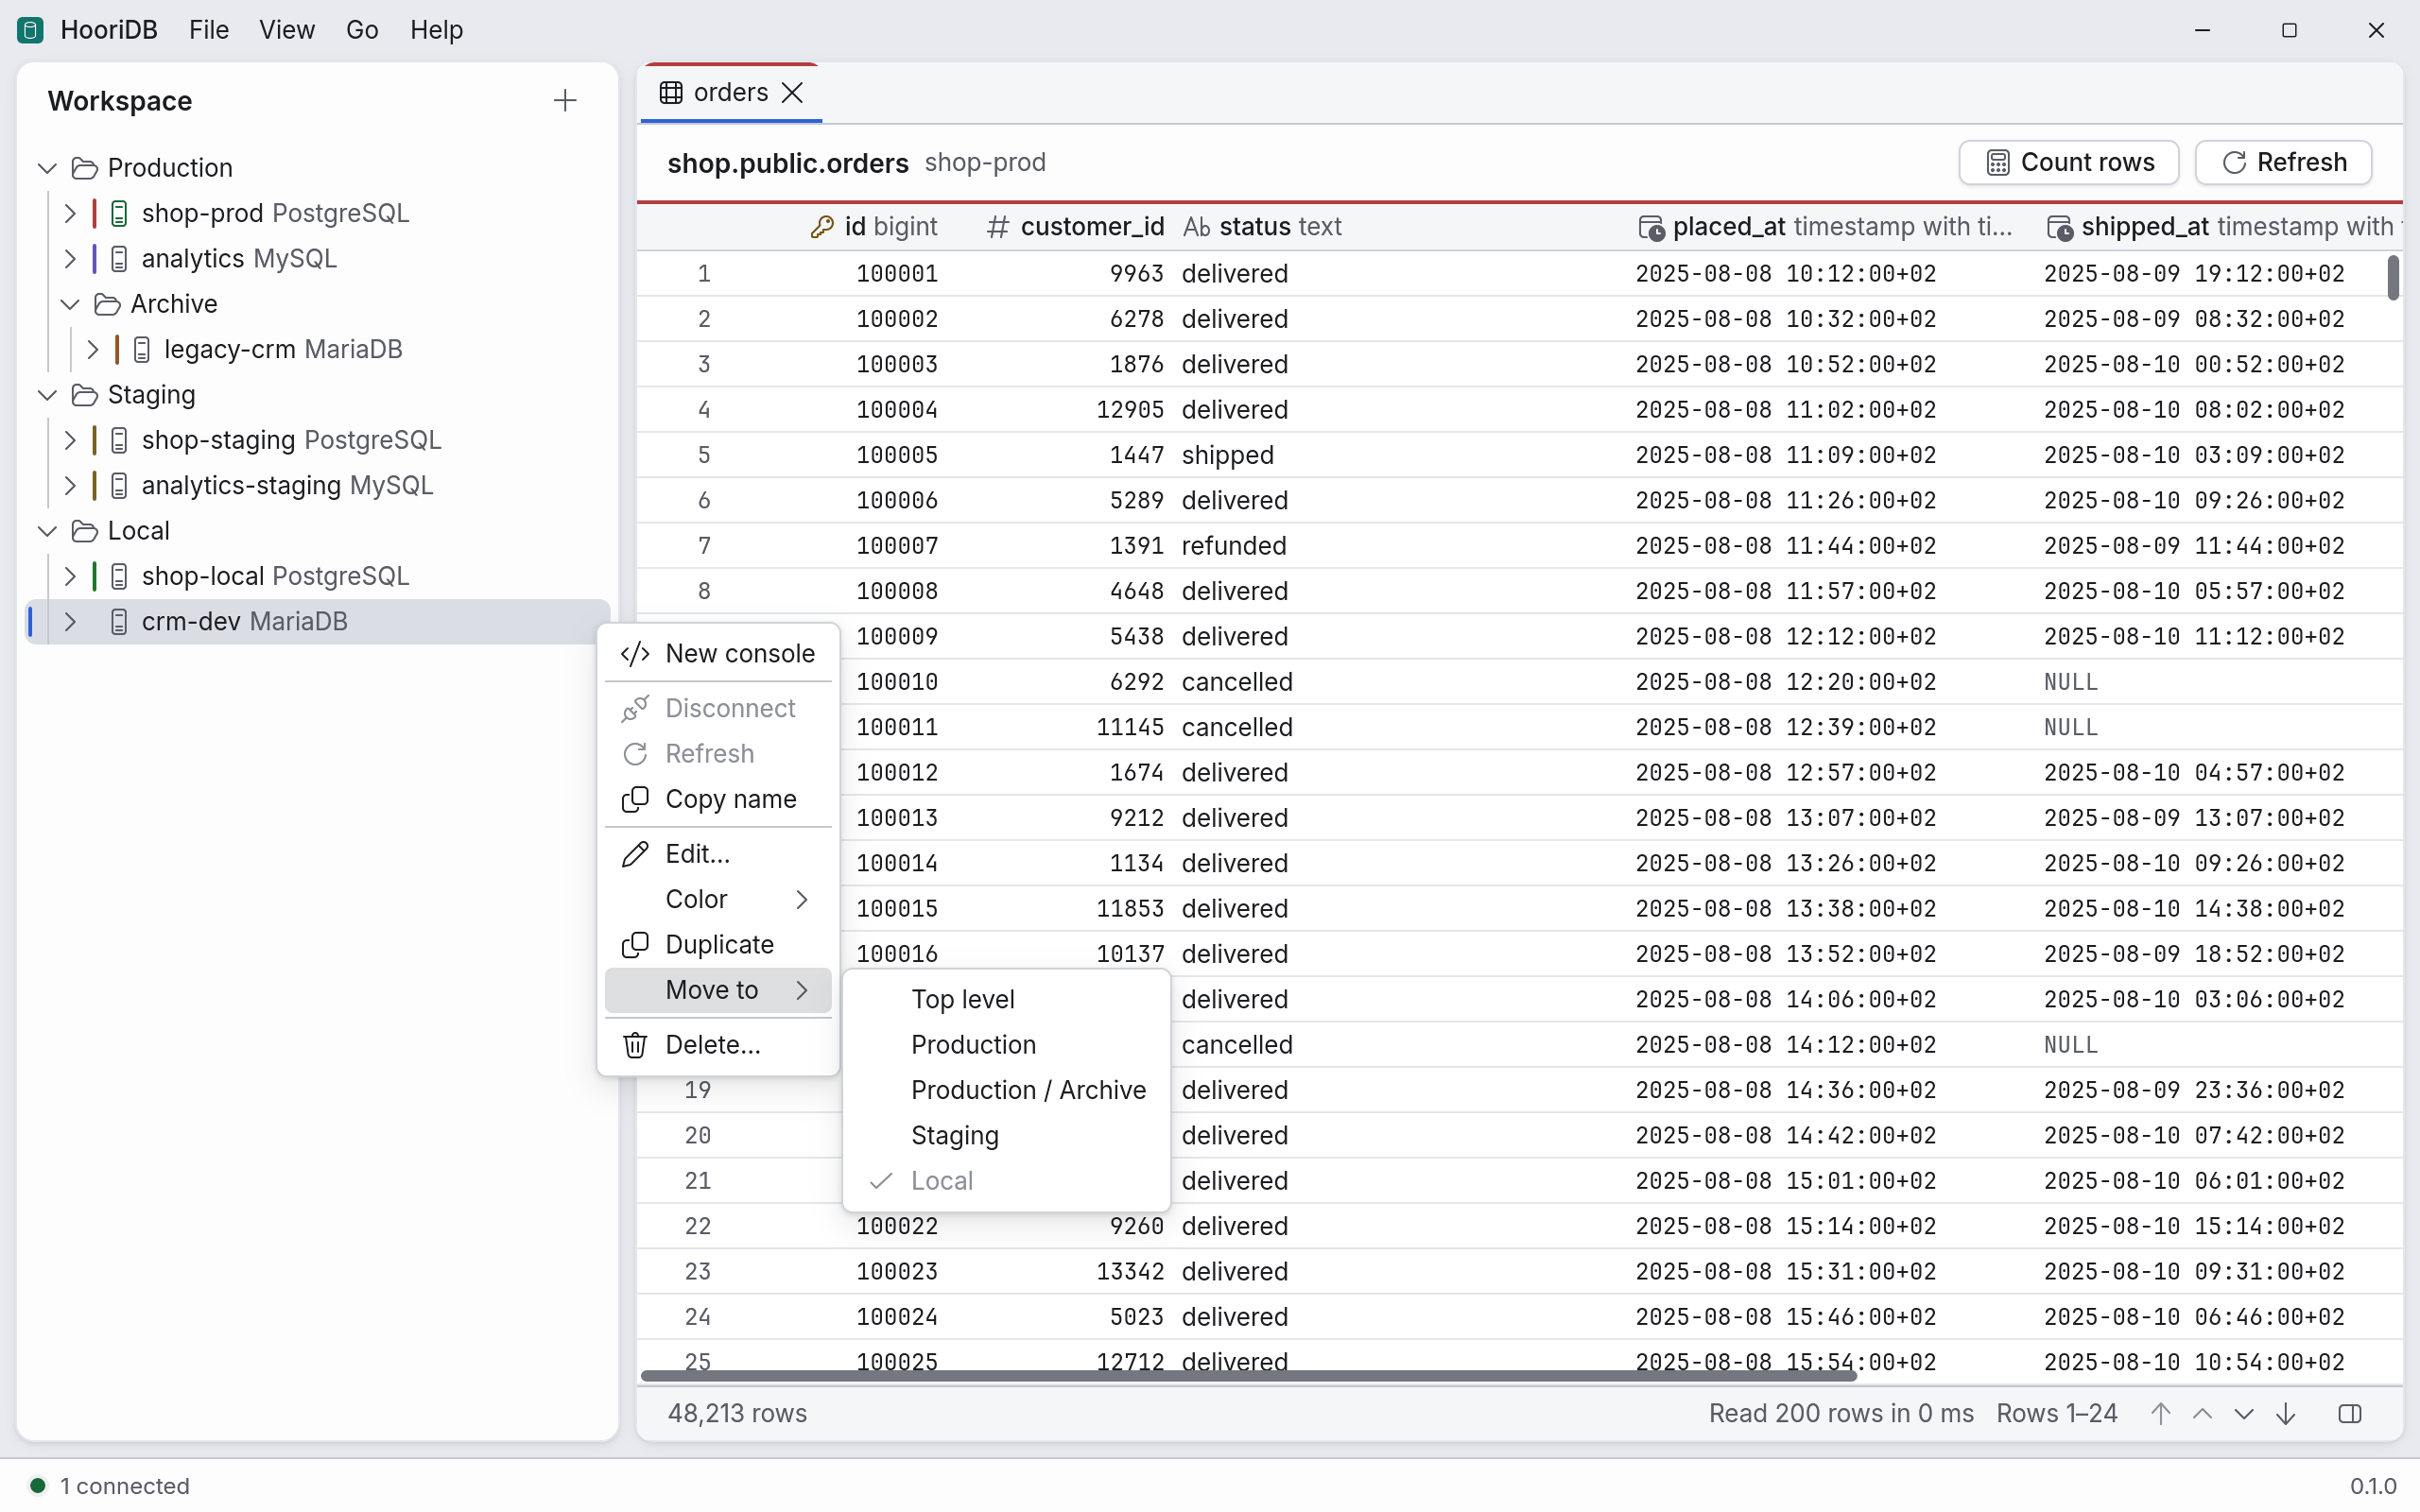 HooriDB File View Go Help
Workspace
Production
shop-prod PostgreSQL
analytics MySQL
Archive
legacy-crm MariaDB
Staging
shop-staging PostgreSQL
analytics-staging MySQL
Local
shop-local PostgreSQL
crm-dev MariaDB
orders
shop.public.orders shop-prod Count rows Refresh
id bigint customer_id Ab status text placed_at timestamp with ti... shipped_at timestamp with
1 100001 9963 delivered 2025-08-08 10:12:00+02 2025-08-09 19:12:00+02
2 100002 6278 delivered 2025-08-08 10:32:00+02 2025-08-09 08:32:00+02
3 100003 1876 delivered 2025-08-08 10:52:00+02 2025-08-10 00:52:00+02
4 100004 12905 delivered 2025-08-08 11:02:00+02 2025-08-10 08:02:00+02
5 100005 1447 shipped 2025-08-08 11:09:00+02 2025-08-10 03:09:00+02
6 100006 5289 delivered 2025-08-08 11:26:00+02 2025-08-10 09:26:00+02
7 100007 1391 refunded 2025-08-08 11:44:00+02 2025-08-09 11:44:00+02
8 100008 4648 delivered 2025-08-08 11:57:00+02 2025-08-10 05:57:00+02
100009 5438 delivered 2025-08-08 12:12:00+02 2025-08-10 11:12:00+02
100010 6292 cancelled 2025-08-08 12:20:00+02 NULL
100011 11145 cancelled 2025-08-08 12:39:00+02 NULL
100012 1674 delivered 2025-08-08 12:57:00+02 2025-08-10 04:57:00+02
100013 9212 delivered 2025-08-08 13:07:00+02 2025-08-09 13:07:00+02
100014 1134 delivered 2025-08-08 13:26:00+02 2025-08-10 09:26:00+02
100015 11853 delivered 2025-08-08 13:38:00+02 2025-08-10 14:38:00+02
100016 10137 delivered 2025-08-08 13:52:00+02 2025-08-09 18:52:00+02
delivered 2025-08-08 14:06:00+02 2025-08-10 03:06:00+02
cancelled 2025-08-08 14:12:00+02 NULL
19 delivered 2025-08-08 14:36:00+02 2025-08-09 23:36:00+02
20 delivered 2025-08-08 14:42:00+02 2025-08-10 07:42:00+02
21 delivered 2025-08-08 15:01:00+02 2025-08-10 06:01:00+02
22 100022 9260 delivered 2025-08-08 15:14:00+02 2025-08-10 15:14:00+02
23 100023 13342 delivered 2025-08-08 15:31:00+02 2025-08-10 09:31:00+02
24 100024 5023 delivered 2025-08-08 15:46:00+02 2025-08-10 06:46:00+02
25 100025 12712 delivered 2025-08-08 15:54:00+02 2025-08-10 10:54:00+02
New console
Disconnect
Refresh
Copy name
Edit...
Color
Duplicate
Move to
Delete...
Top level
Production
Production / Archive
Staging
Local
48,213 rows Read 200 rows in 0 ms Rows 1–24
1 connected 0.1.0